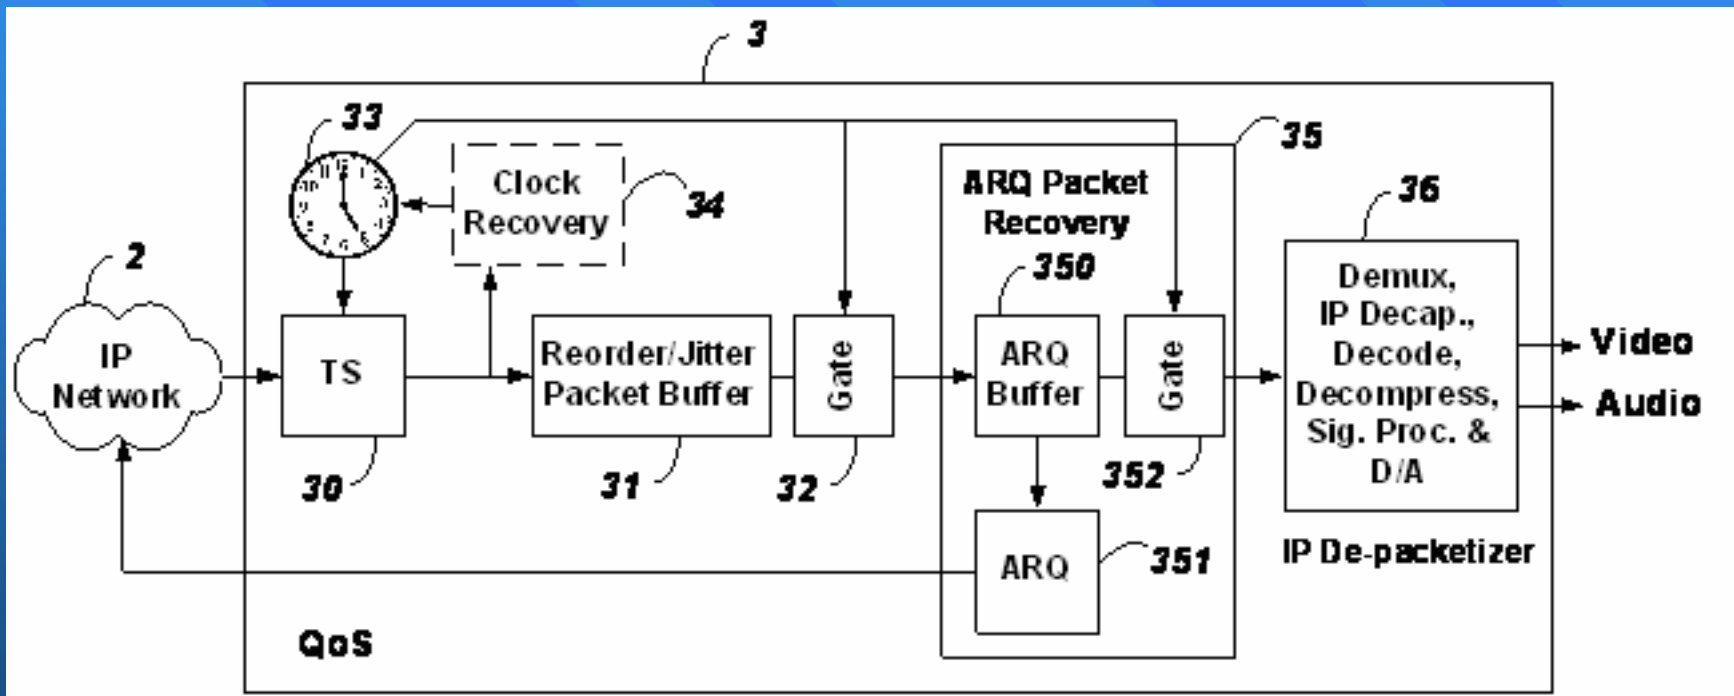 3
33
Clock
Recovery
34
35
ARQ Packet
Recovery
36
2
IP
Network
TS
30
Reorder/Jitter
Packet Buffer
31
Gate
32
350
ARQ
Buffer
Gate
352
Demux,
IP Decap.,
Decode,
Decompress,
Sig. Proc. &
D/A
Video
Audio
ARQ
351
IP De-packetizer
QoS